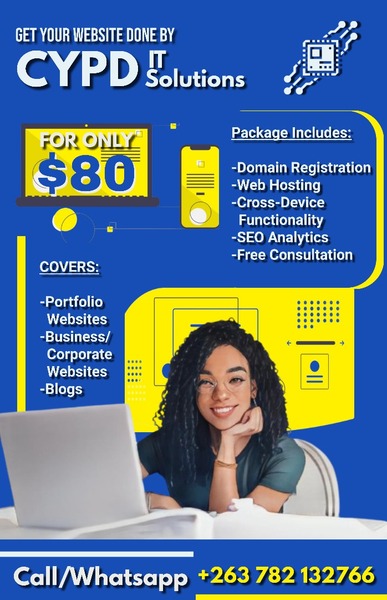 GET YOUR WEBSITE DONE BY
CYPD IT
Solutions
FOR ONLY*
$80
Package Includes:
-Domain Registration
-Web Hosting
-Cross-Device
Functionality
-SEO Analytics
-Free Consultation
COVERS:
-Portfolio
Websites
-Business/
Corporate
Websites
-Blogs
Call/Whatsapp +263 782 132766